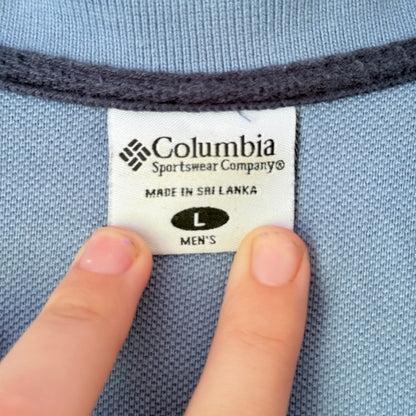 Columbia
Sportswear Company®
MADE IN SRI LANKA
L
MEN'S